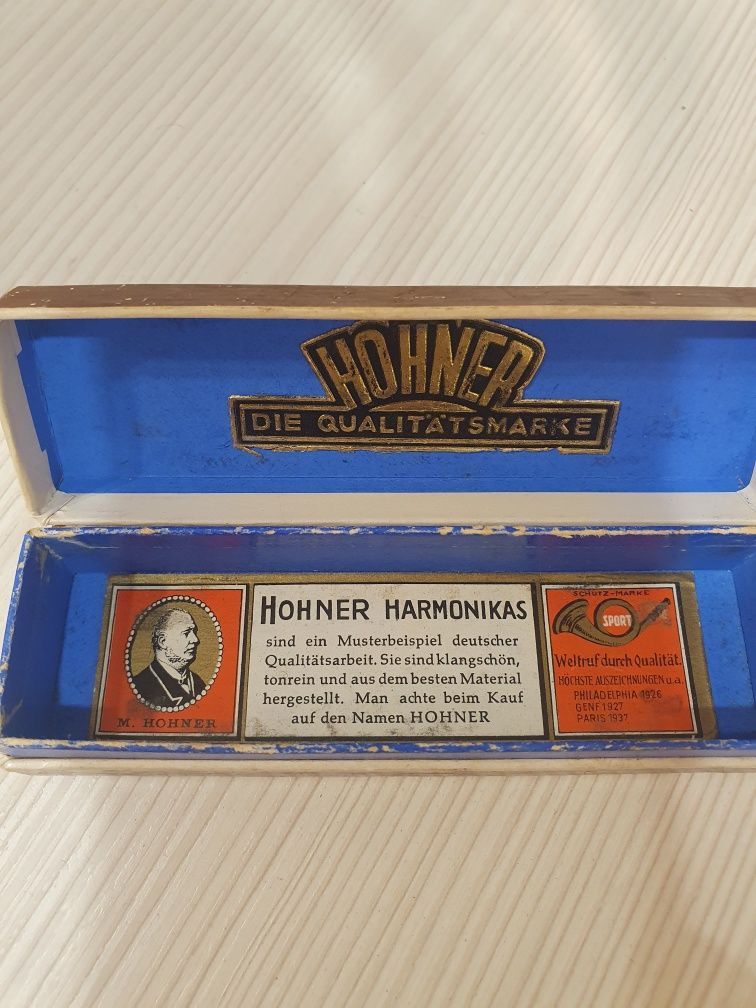 HOHNER
DIE QUALITÄTSMARKE
M. HOHNER
HOHNER HARMONIKAS
sind ein Musterbeispiel deutscher
Qualitätsarbeit. Sie sind klangschön,
tonrein und aus dem besten Material
hergestellt. Man achte beim Kauf
auf den Namen HOHNER
SCHUTZ-MARKE
SPORT
Weltruf durch Qualität.
HÖCHSTE AUSZEICHNUNGEN u.a.
PHILADELPHIA 1926
GENF 1927
PARIS 1937